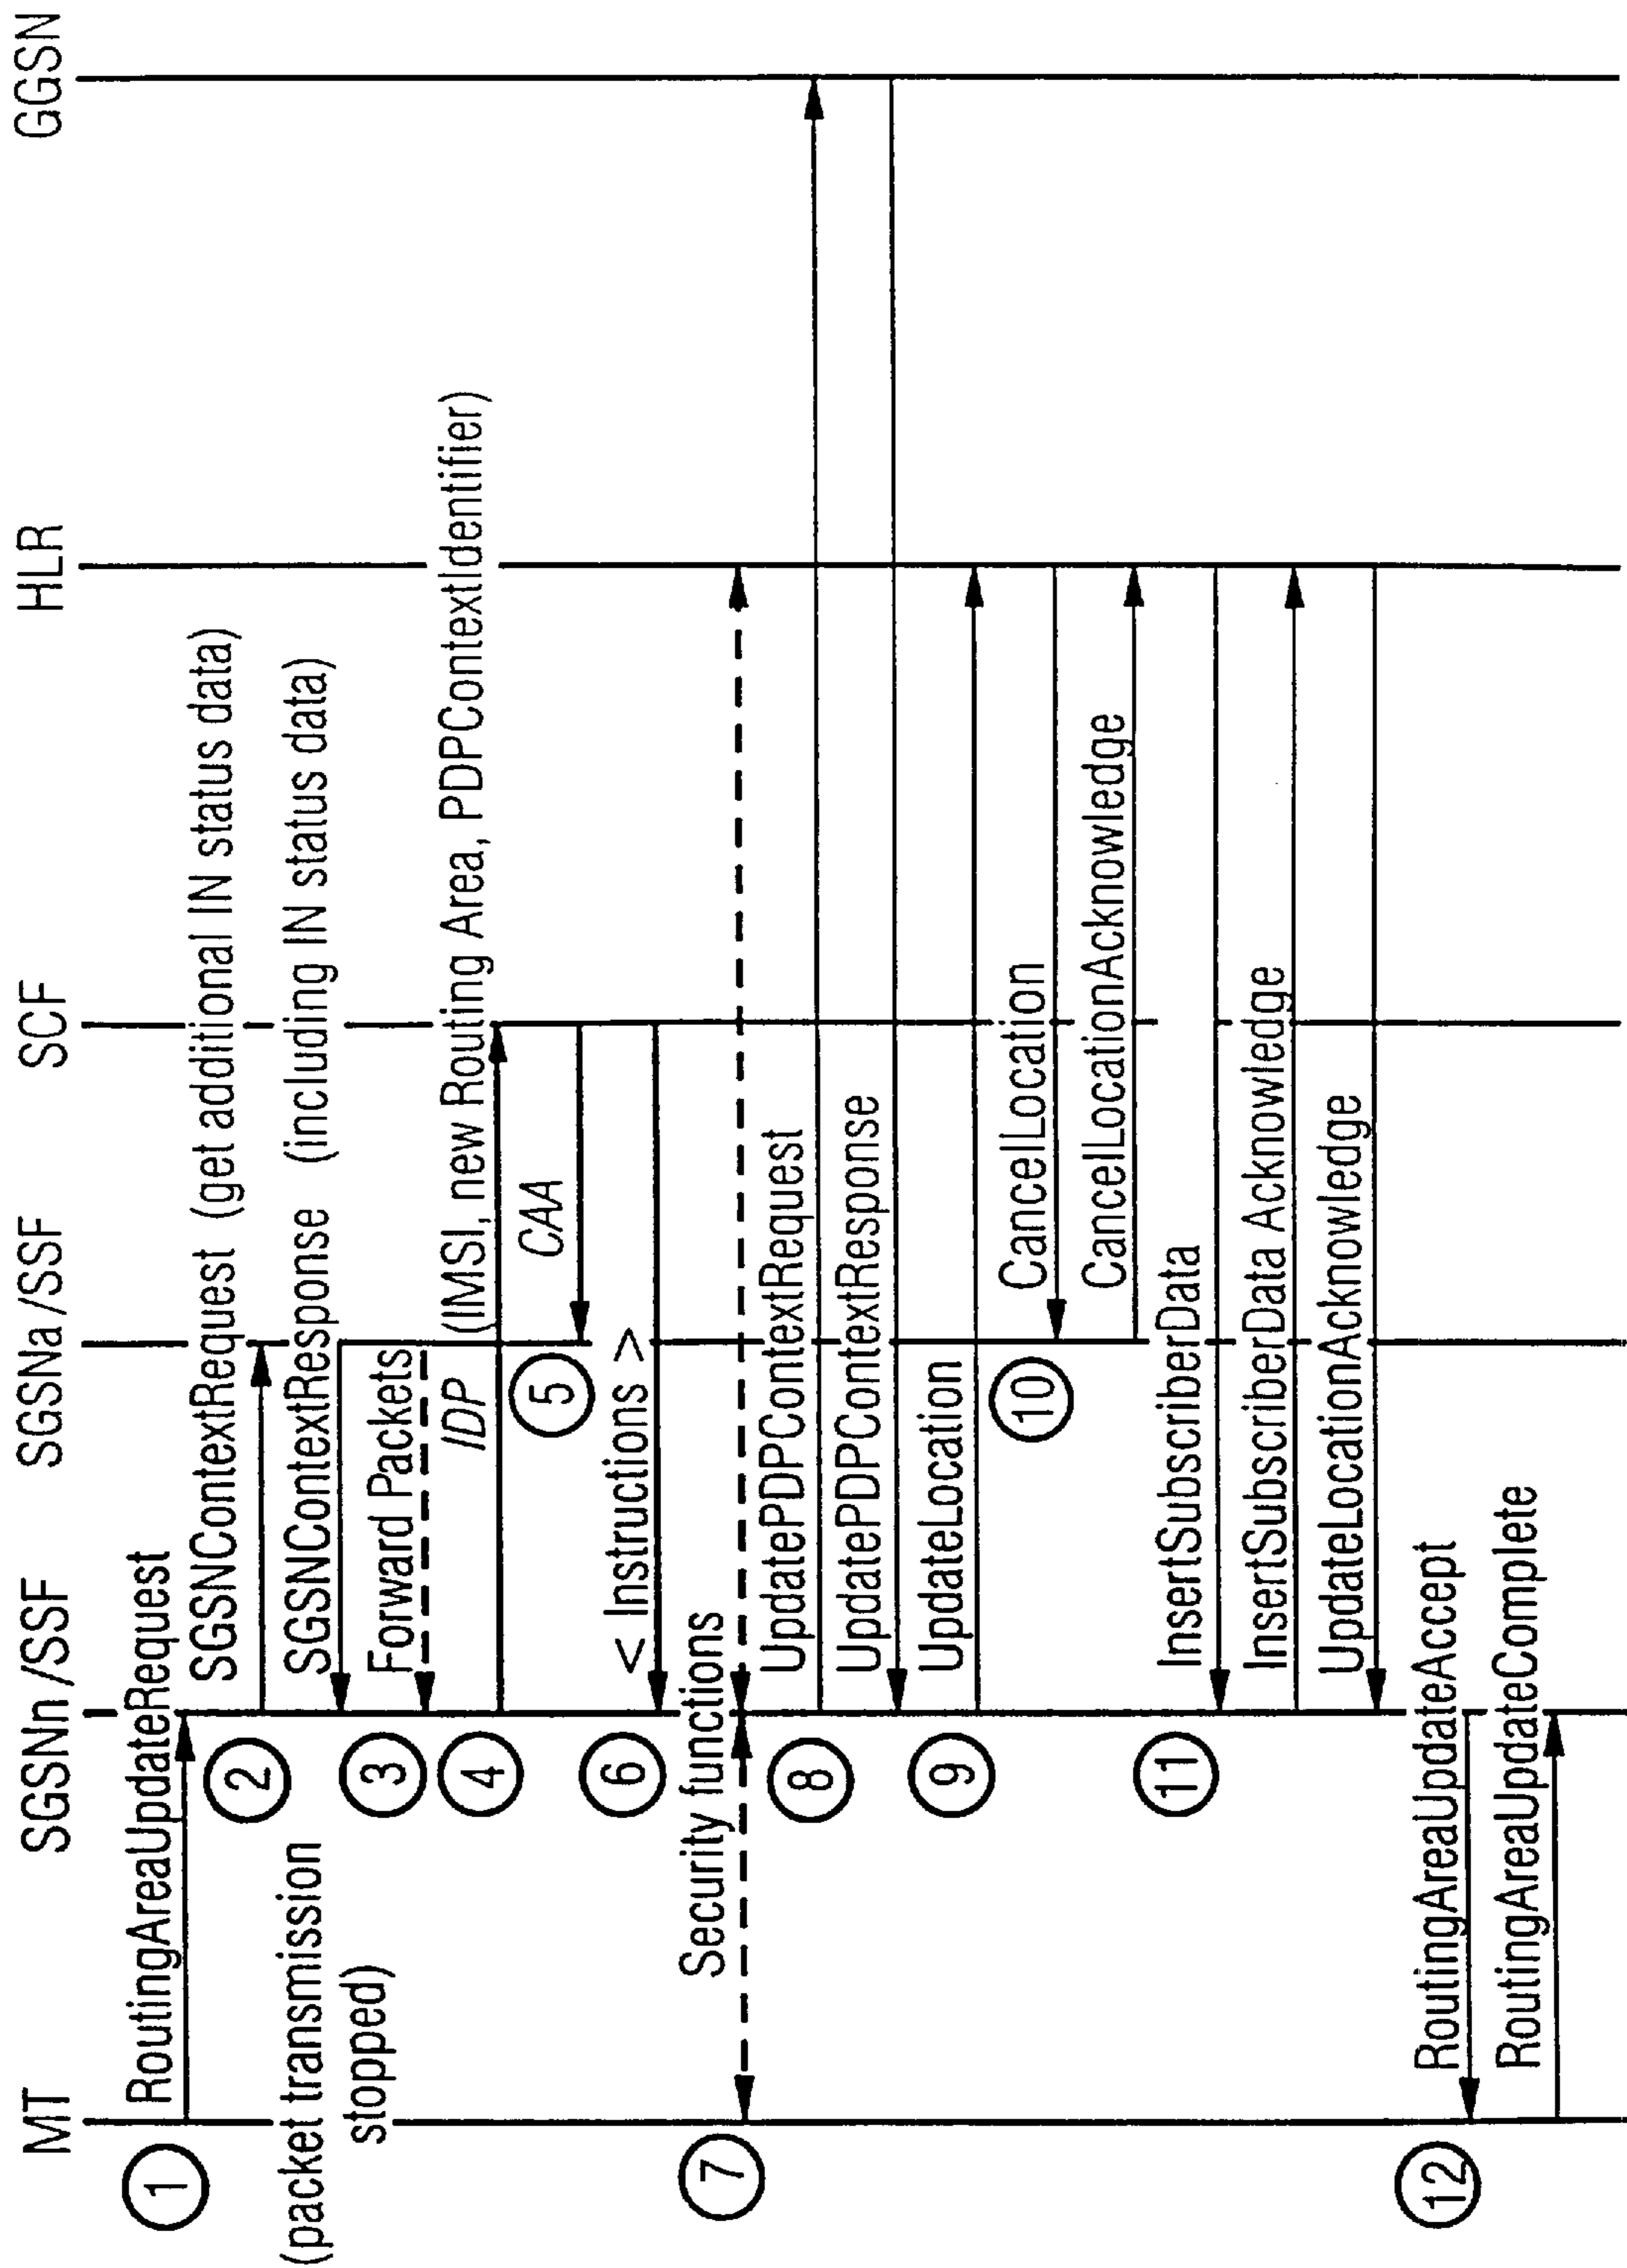 MT
SGSNn/SSF
SGSNa/SSF
SCF
HLR
GGSN
1
RoutingAreaUpdateRequest
2
SGSNContextRequest (get additional IN status data)
(packet transmission
stopped)
SGSNContextResponse (including IN status data)
3
Forward Packets
4
IDP (IMSI, new Routing Area, PDPContextIdentifier)
5
CAA
6
< Instructions >
7
Security functions
8
UpdatePDPContextRequest
UpdatePDPContextResponse
9
UpdateLocation
10
CancelLocation
CancelLocationAcknowledge
11
InsertSubscriberData
InsertSubscriberData Acknowledge
UpdateLocationAcknowledge
12
RoutingAreaUpdateAccept
RoutingAreaUpdateComplete